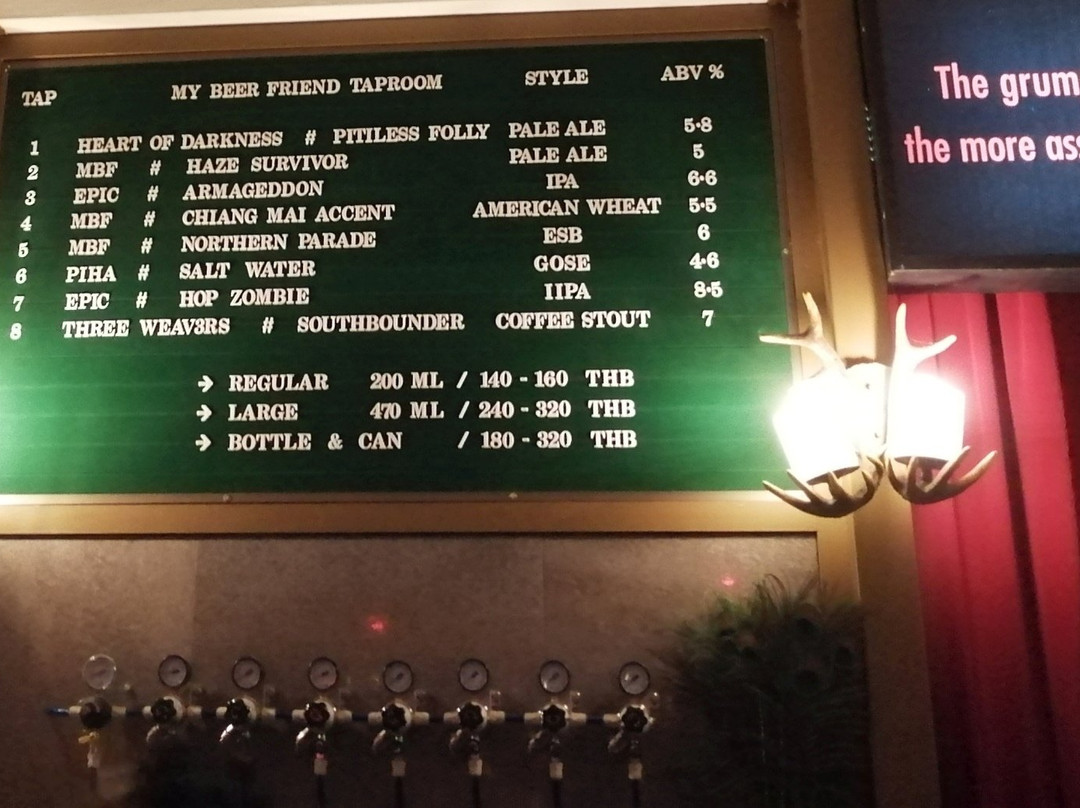 TAP MY BEER FRIEND TAPROOM STYLE ABV %
1 HEART OF DARKNESS # PITILESS FOLLY PALE ALE 5·8
2 MBF # HAZE SURVIVOR PALE ALE 5
3 EPIC # ARMAGEDDON IPA 6·6
4 MBF # CHIANG MAI ACCENT AMERICAN WHEAT 5·5
5 MBF # NORTHERN PARADE ESB 6
6 PIHA # SALT WATER GOSE 4·6
7 EPIC # HOP ZOMBIE IIPA 8·5
8 THREE WEAV3RS # SOUTHBOUNDER COFFEE STOUT 7
→ REGULAR 200 ML / 140 - 160 THB
→ LARGE 470 ML / 240 - 320 THB
→ BOTTLE & CAN / 180 - 320 THB
The grum
the more ass